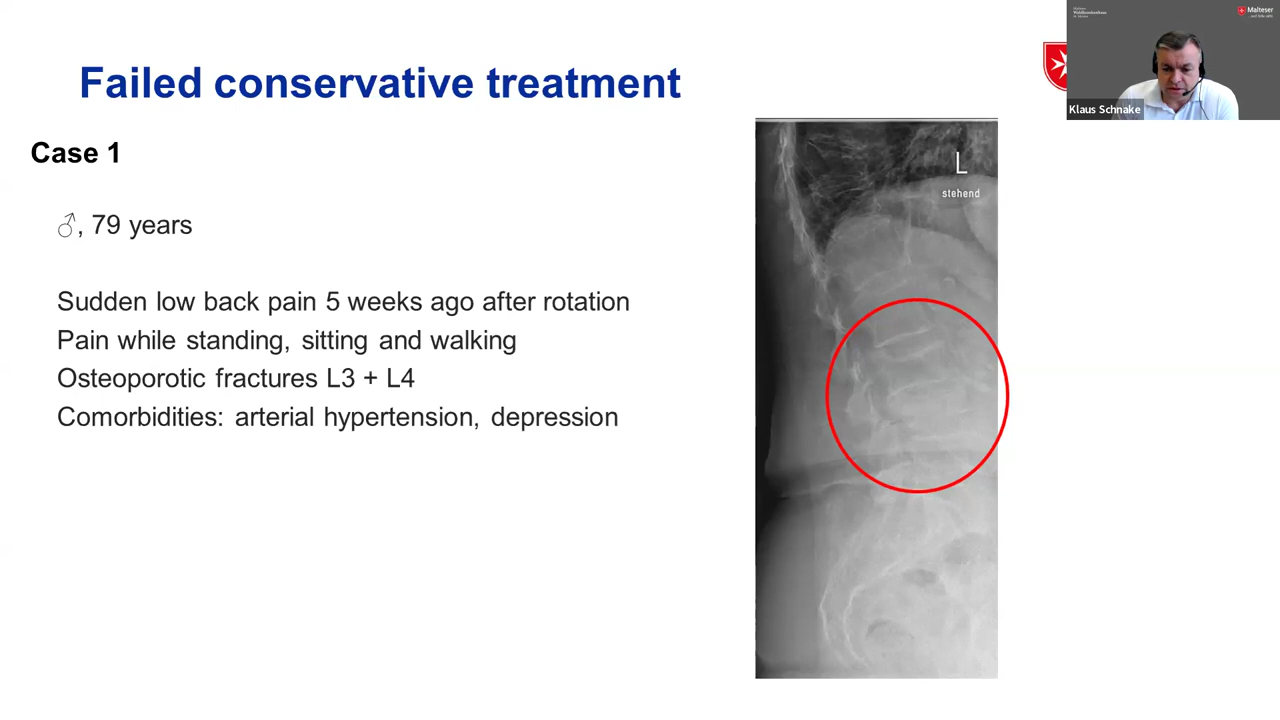 Failed conservative treatment
Case 1
♂, 79 years
Sudden low back pain 5 weeks ago after rotation
Pain while standing, sitting and walking
Osteoporotic fractures L3 + L4
Comorbidities: arterial hypertension, depression
L
stehend
Malteser
Klaus Schnake